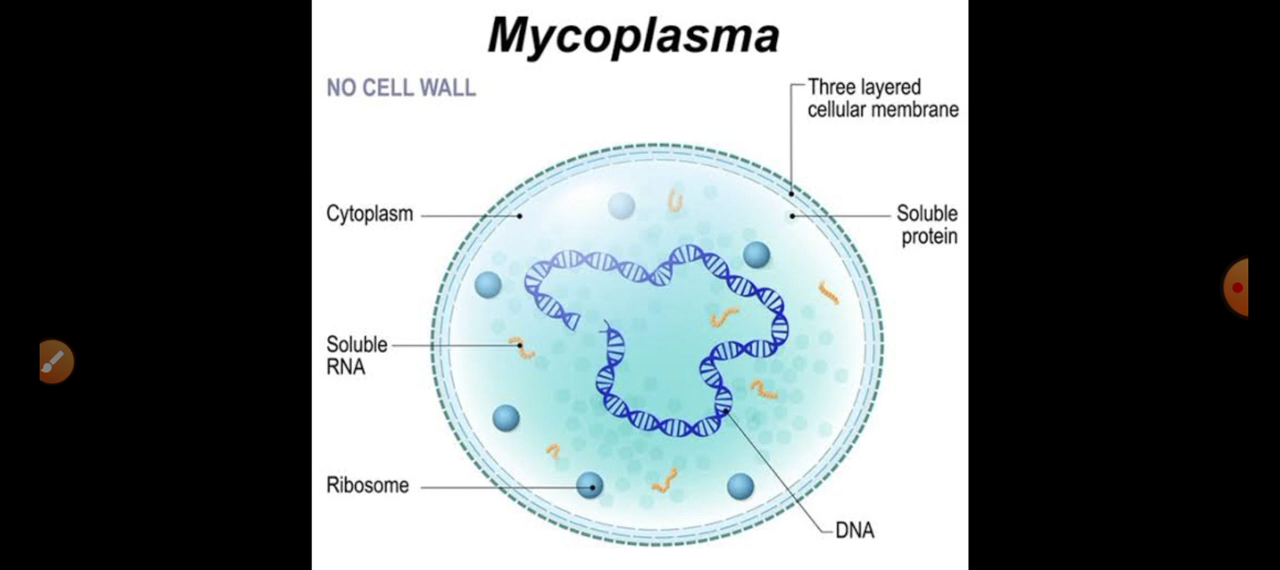 Mycoplasma
NO CELL WALL
Three layered
cellular membrane
Cytoplasm
Soluble
protein
Soluble
RNA
Ribosome
DNA